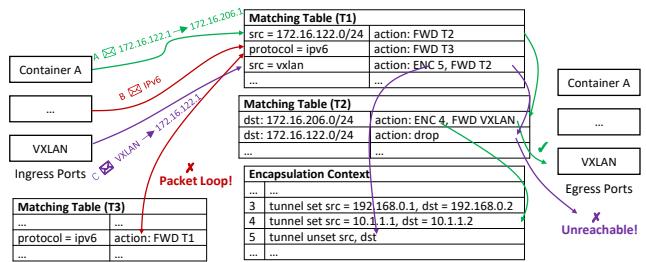 A 172.16.122.1 → 172.16.206.1
B IPv6
C VXLAN → 172.16.122.1
Container A
...
VXLAN
Ingress Ports
Matching Table (T1)
src = 172.16.122.0/24 action: FWD T2
protocol = ipv6 action: FWD T3
src = vxlan action: ENC 5, FWD T2
... ...
Matching Table (T2)
dst: 172.16.206.0/24 action: ENC 4, FWD VXLAN
dst: 172.16.122.0/24 action: drop
... ...
Encapsulation Context
... ...
3 tunnel set src = 192.168.0.1, dst = 192.168.0.2
4 tunnel set src = 10.1.1.1, dst = 10.1.1.2
5 tunnel unset src, dst
... ...
✗
Packet Loop!
Matching Table (T3)
... ...
protocol = ipv6 action: FWD T1
... ...
Container A
...
✓
VXLAN
Egress Ports
✗
Unreachable!